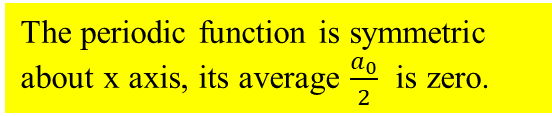 The periodic function is symmetric
about x axis, its average a₀/2 is zero.